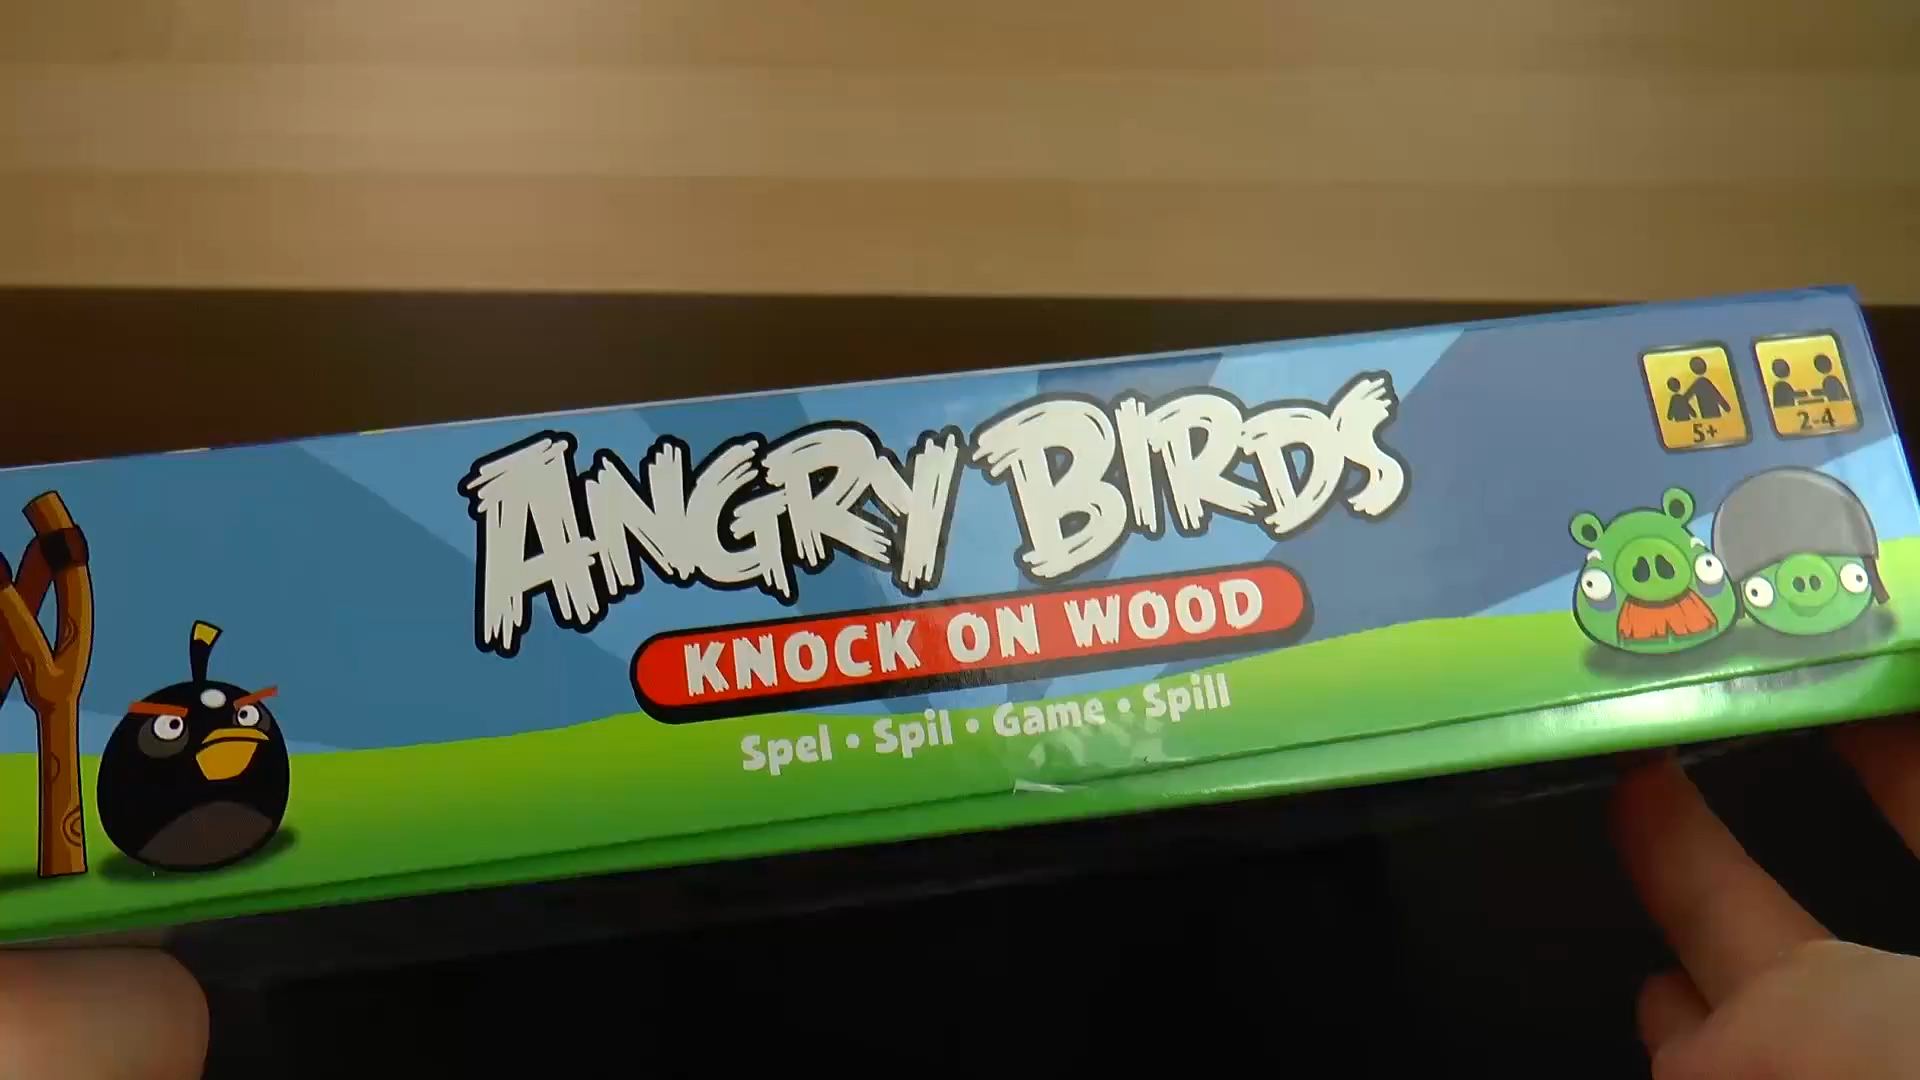 ANGRY BIRDS
KNOCK ON WOOD
Spel • Spil • Game • Spill
5+
2-4